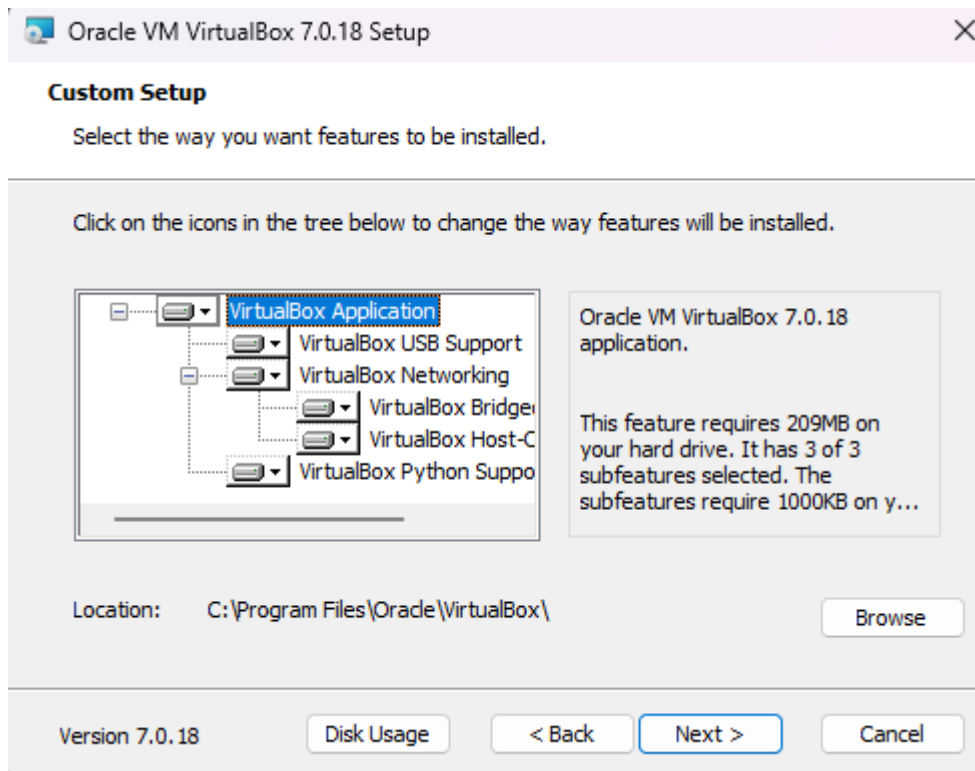 Oracle VM VirtualBox 7.0.18 Setup
Custom Setup
Select the way you want features to be installed.
Click on the icons in the tree below to change the way features will be installed.
VirtualBox Application
VirtualBox USB Support
VirtualBox Networking
VirtualBox Bridge
VirtualBox Host-C
VirtualBox Python Suppo
Oracle VM VirtualBox 7.0.18
application.
This feature requires 209MB on
your hard drive. It has 3 of 3
subfeatures selected. The
subfeatures require 1000KB on y...
Location: C:\Program Files\Oracle\VirtualBox\
Browse
Version 7.0.18
Disk Usage
< Back
Next >
Cancel